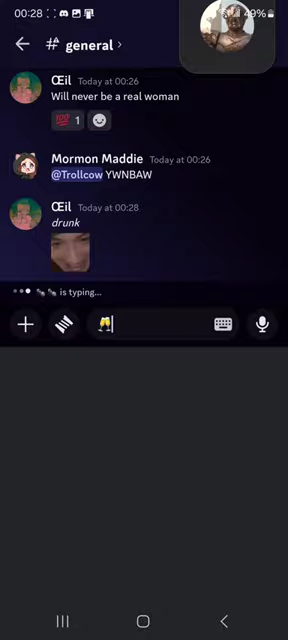 00:28 49%
# general >
Œil Today at 00:26
Will never be a real woman
💯 1
Mormon Maddie Today at 00:26
@Trollcow YWNBAW
Œil Today at 00:28
drunk
is typing...
🥂